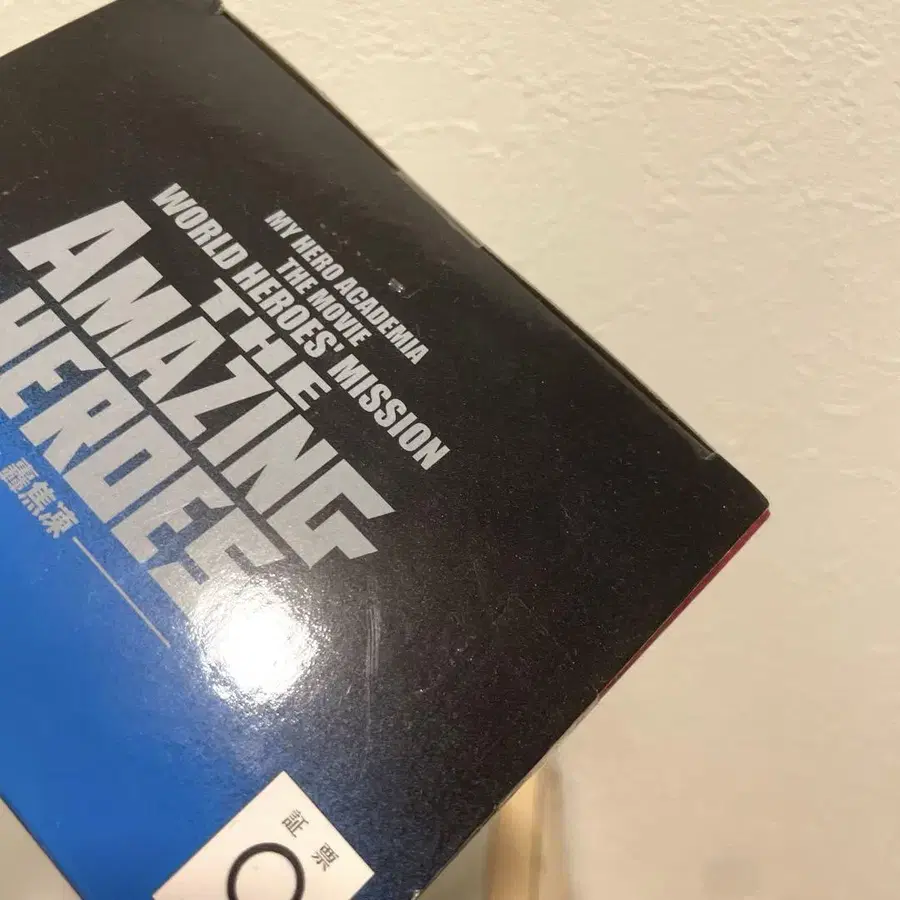 MY HERO ACADEMIA
THE MOVIE
WORLD HEROES' MISSION
THE
AMAZING
HEROES
轟焦凍
証票